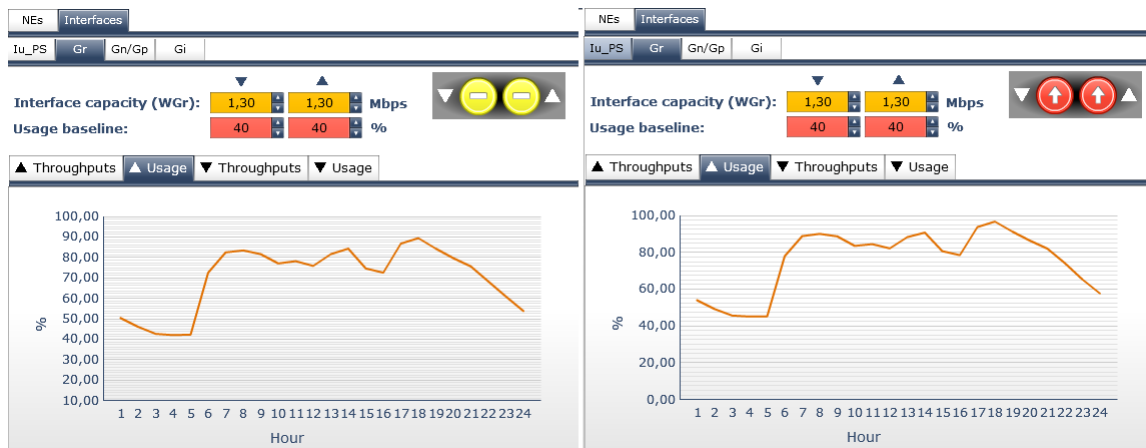 NEs Interfaces
Iu_PS Gr Gn/Gp Gi
Interface capacity (WGr): 1,30 1,30 Mbps
Usage baseline: 40 40 %
▲ Throughputs ▲ Usage ▼ Throughputs ▼ Usage
100,00
90,00
80,00
70,00
60,00
50,00
40,00
30,00
20,00
10,00
%
1 2 3 4 5 6 7 8 9 10 11 12 13 14 15 16 17 18 19 20 21 22 23 24
Hour
NEs Interfaces
Iu_PS Gr Gn/Gp Gi
Interface capacity (WGr): 1,30 1,30 Mbps
Usage baseline: 40 40 %
▲ Throughputs ▲ Usage ▼ Throughputs ▼ Usage
100,00
80,00
60,00
40,00
20,00
0,00
%
1 2 3 4 5 6 7 8 9 10 11 12 13 14 15 16 17 18 19 20 21 22 23 24
Hour